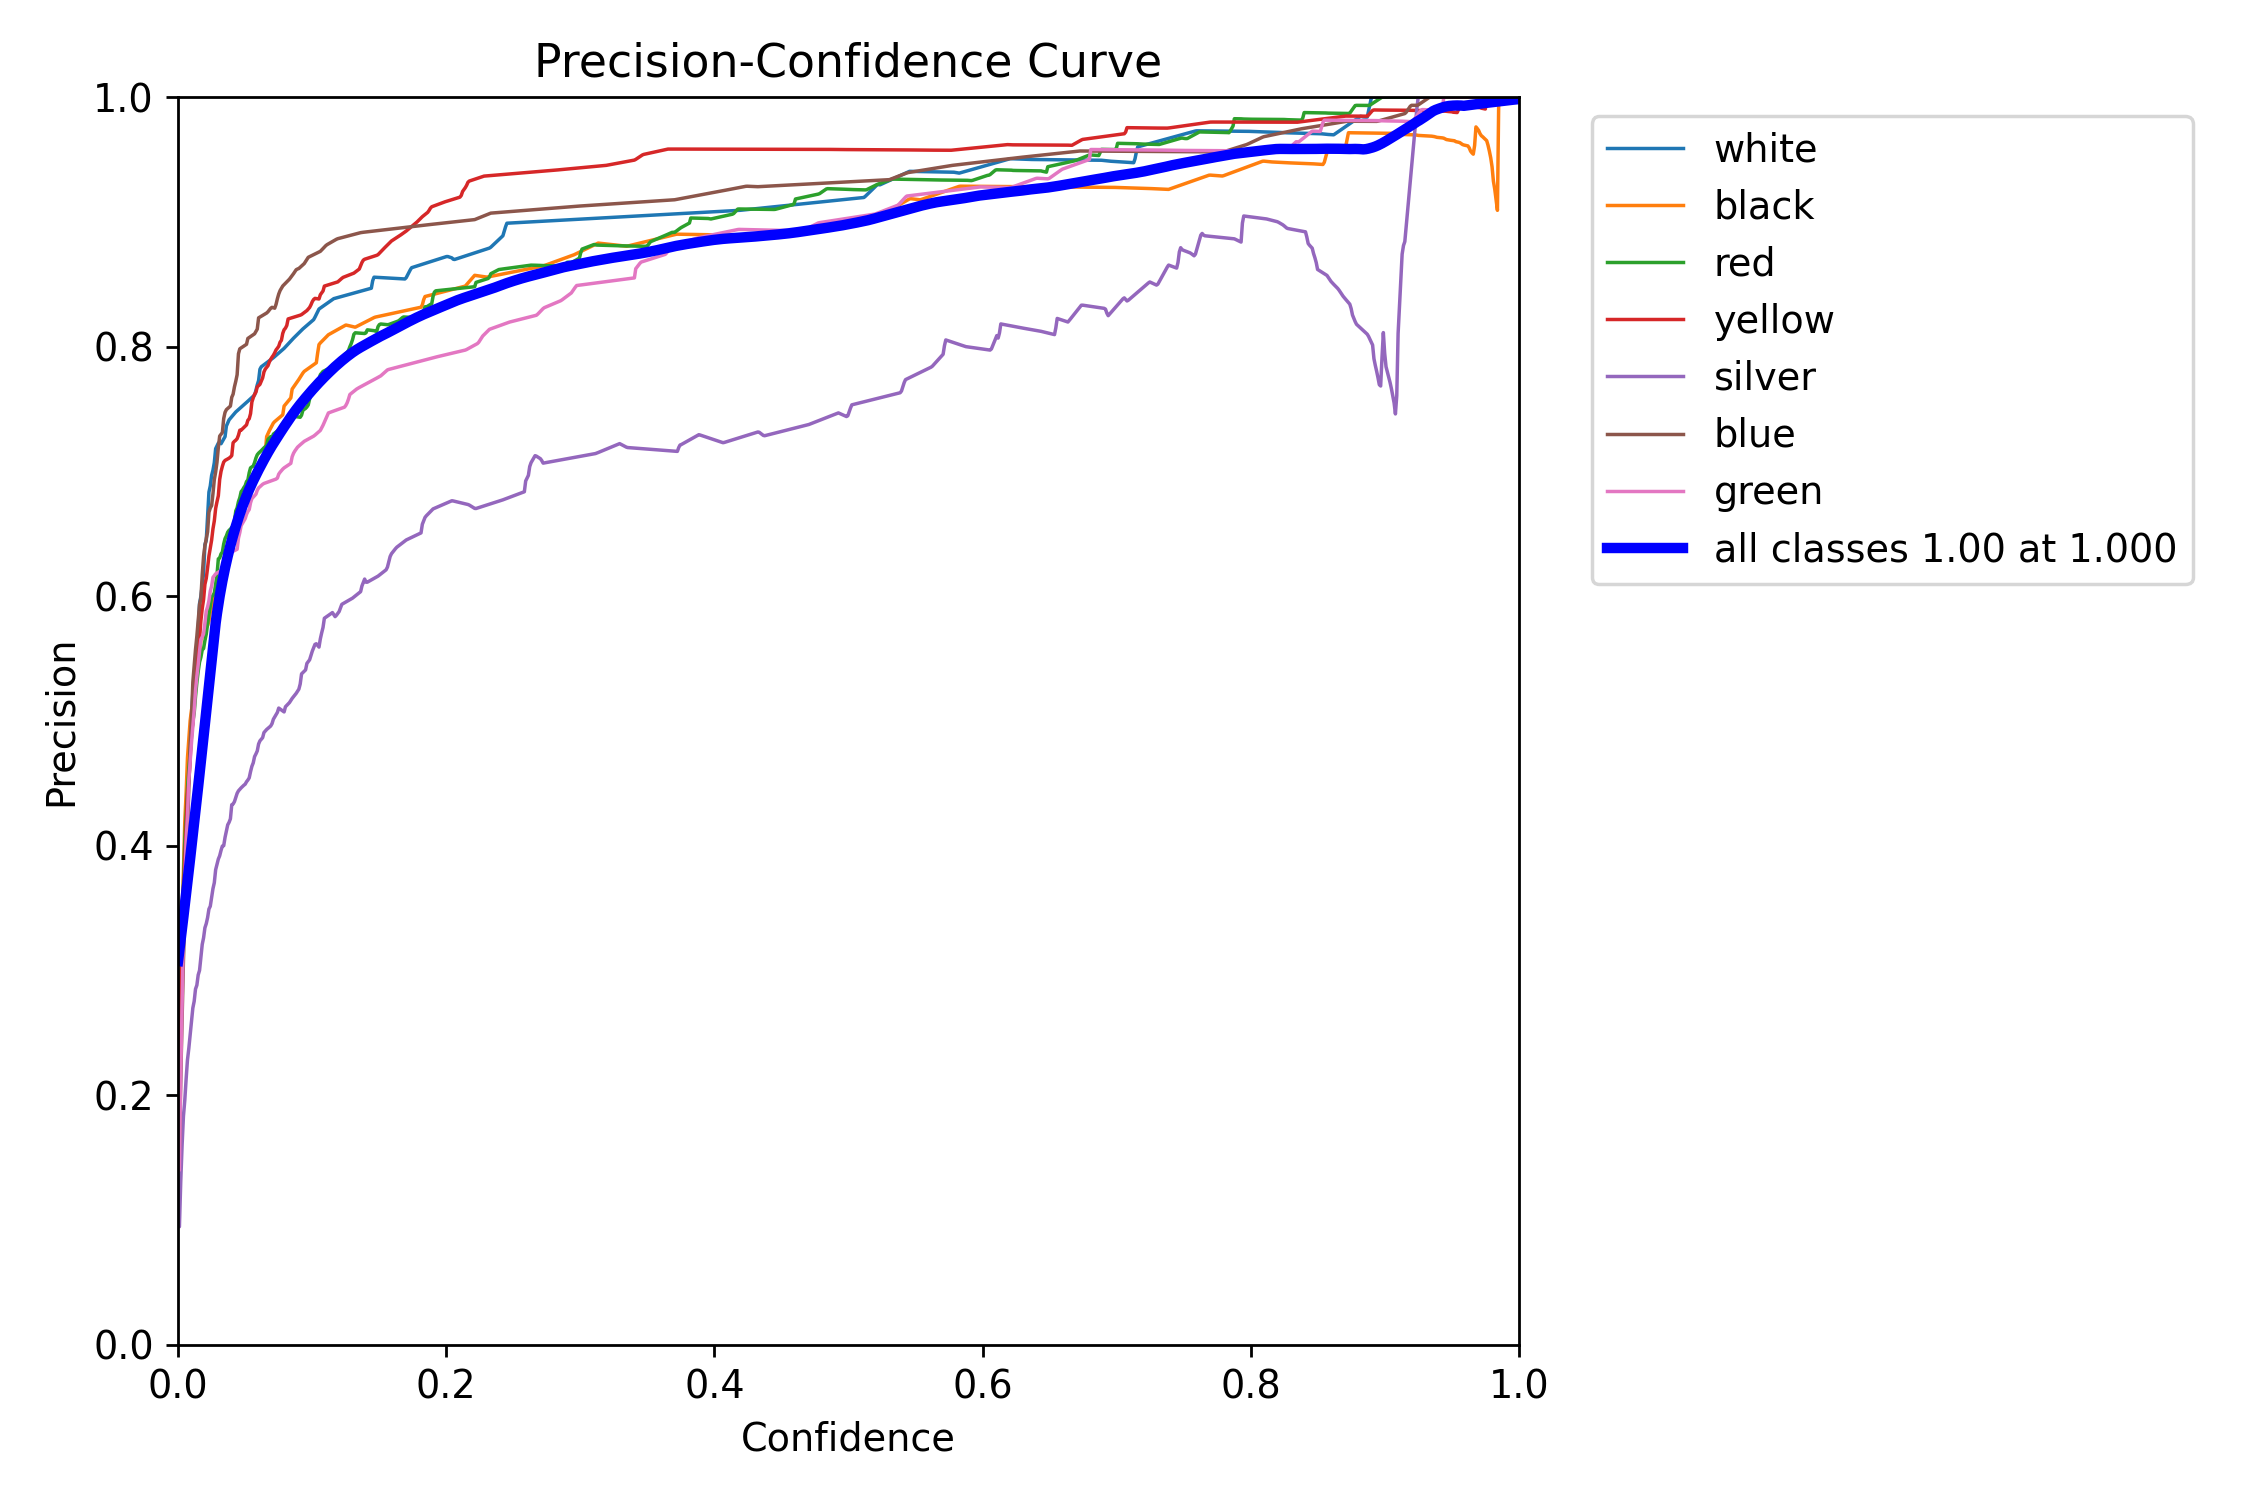 Precision-Confidence Curve
1.0
0.8
0.6
0.4
0.2
0.0
Precision
0.0 0.2 0.4 0.6 0.8 1.0
Confidence
white
black
red
yellow
silver
blue
green
all classes 1.00 at 1.000